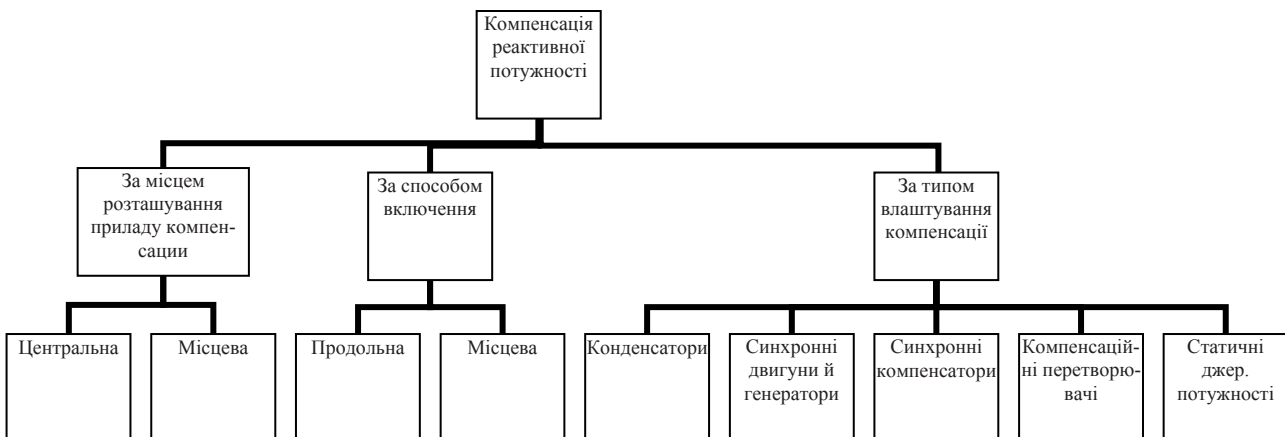 Компенсація
реактивної
потужності
За місцем
розташування
приладу компен-
сации
За способом
включення
За типом
влаштування
компенсації
Центральна
Місцева
Продольна
Місцева
Конденсатори
Синхронні
двигуни й
генератори
Синхронні
компенсатори
Компенсацій-
ні перетворю-
вачі
Статичні
джер.
потужності